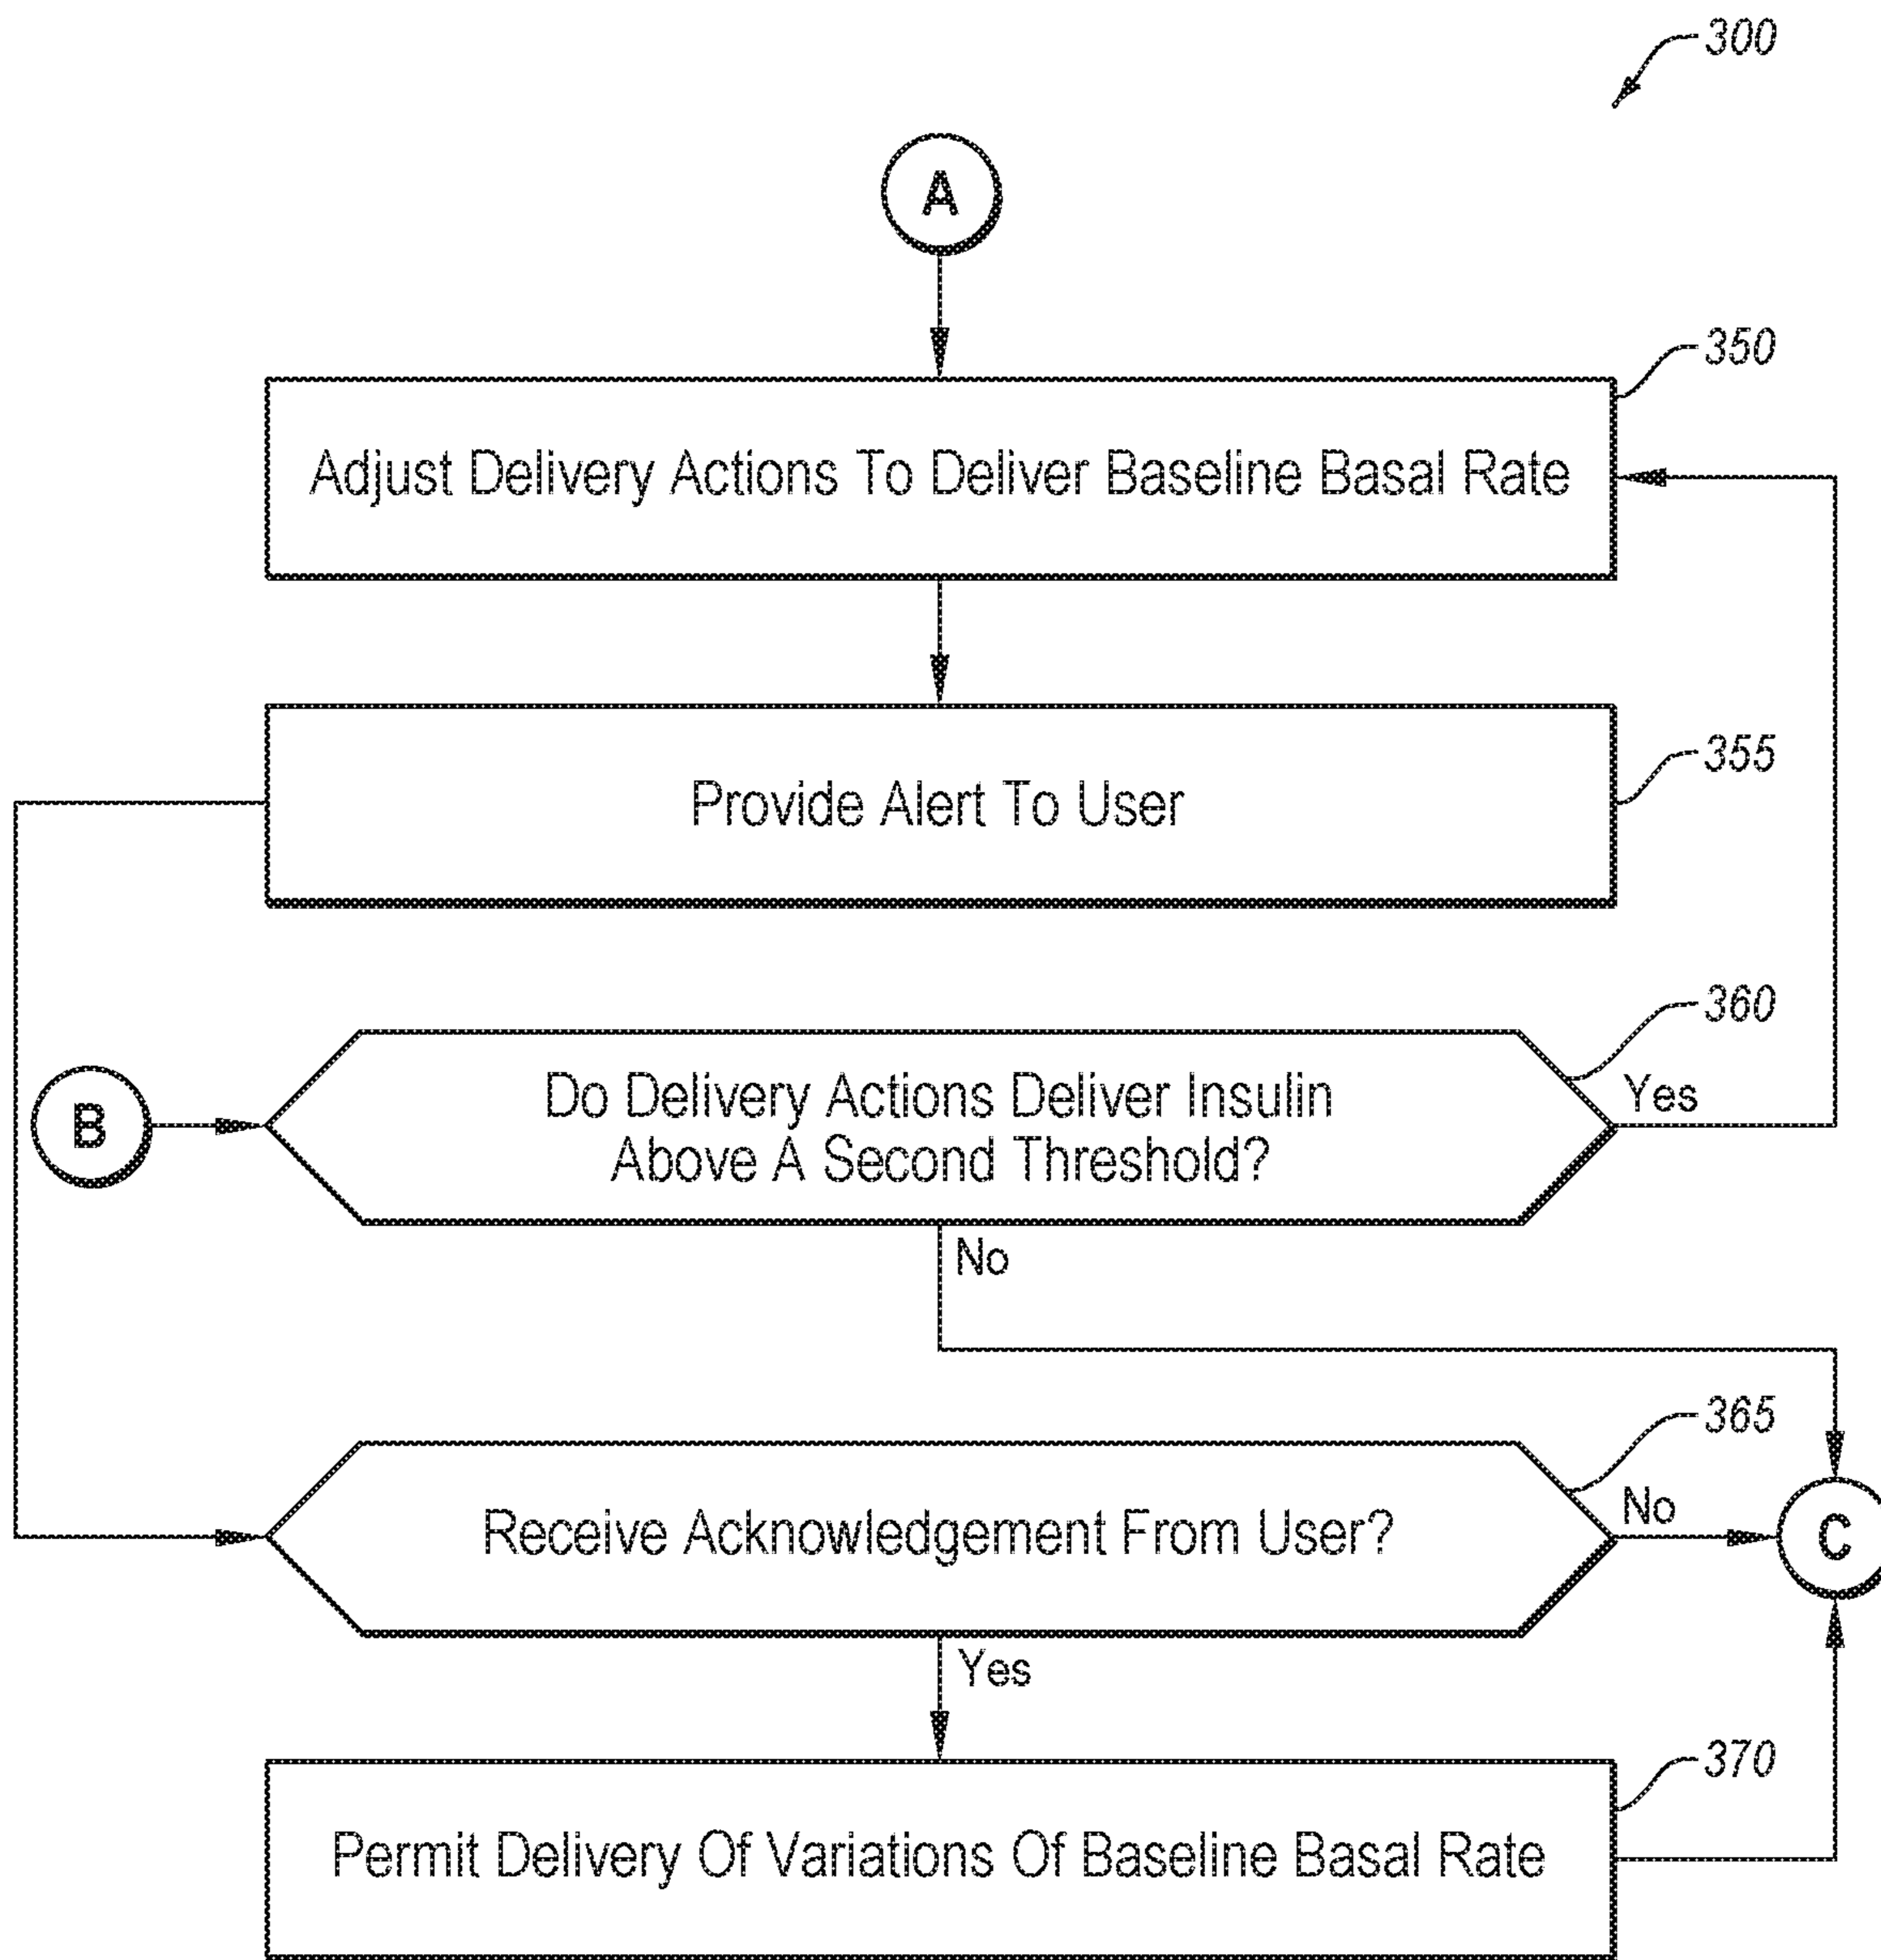 300
A
350
Adjust Delivery Actions To Deliver Baseline Basal Rate
355
Provide Alert To User
360
B
Do Delivery Actions Deliver Insulin
Above A Second Threshold?
Yes
No
365
Receive Acknowledgement From User?
No
C
Yes
370
Permit Delivery Of Variations Of Baseline Basal Rate